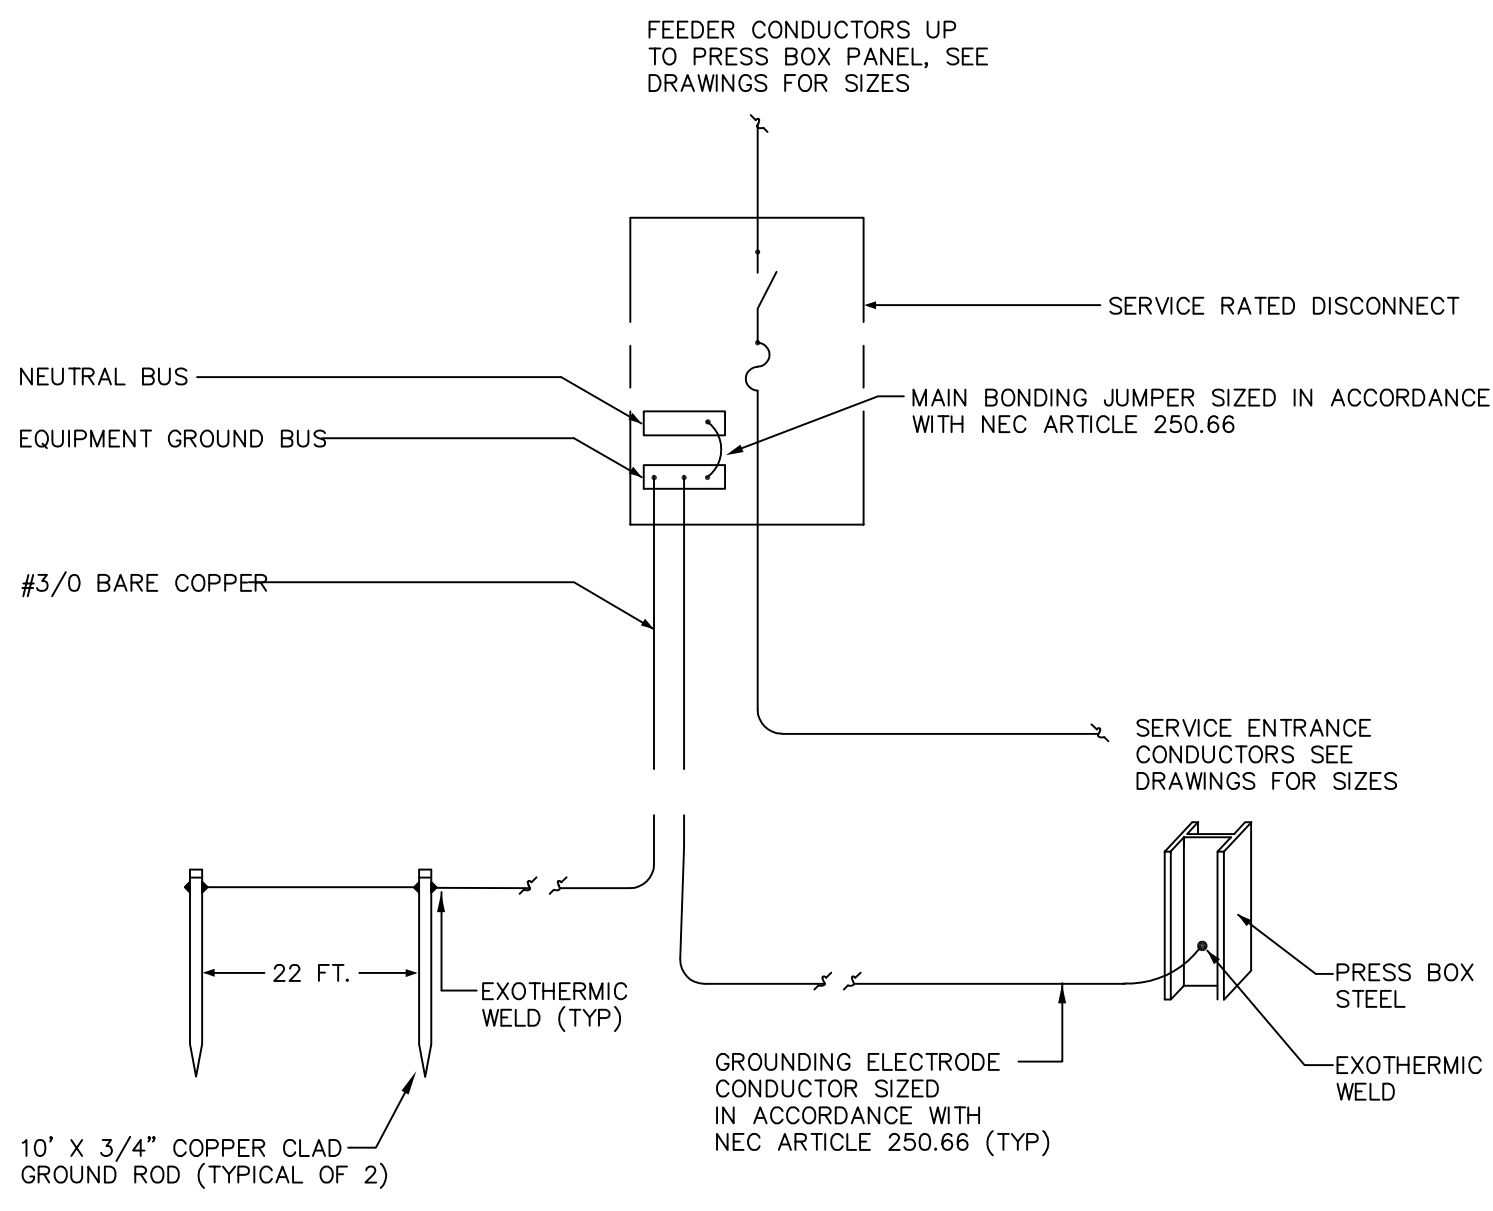 FEEDER CONDUCTORS UP
TO PRESS BOX PANEL, SEE
DRAWINGS FOR SIZES
SERVICE RATED DISCONNECT
NEUTRAL BUS
MAIN BONDING JUMPER SIZED IN ACCORDANCE
WITH NEC ARTICLE 250.66
EQUIPMENT GROUND BUS
#3/0 BARE COPPER
SERVICE ENTRANCE
CONDUCTORS SEE
DRAWINGS FOR SIZES
22 FT.
EXOTHERMIC
WELD (TYP)
PRESS BOX
STEEL
GROUNDING ELECTRODE
CONDUCTOR SIZED
IN ACCORDANCE WITH
NEC ARTICLE 250.66 (TYP)
EXOTHERMIC
WELD
10' X 3/4" COPPER CLAD
GROUND ROD (TYPICAL OF 2)